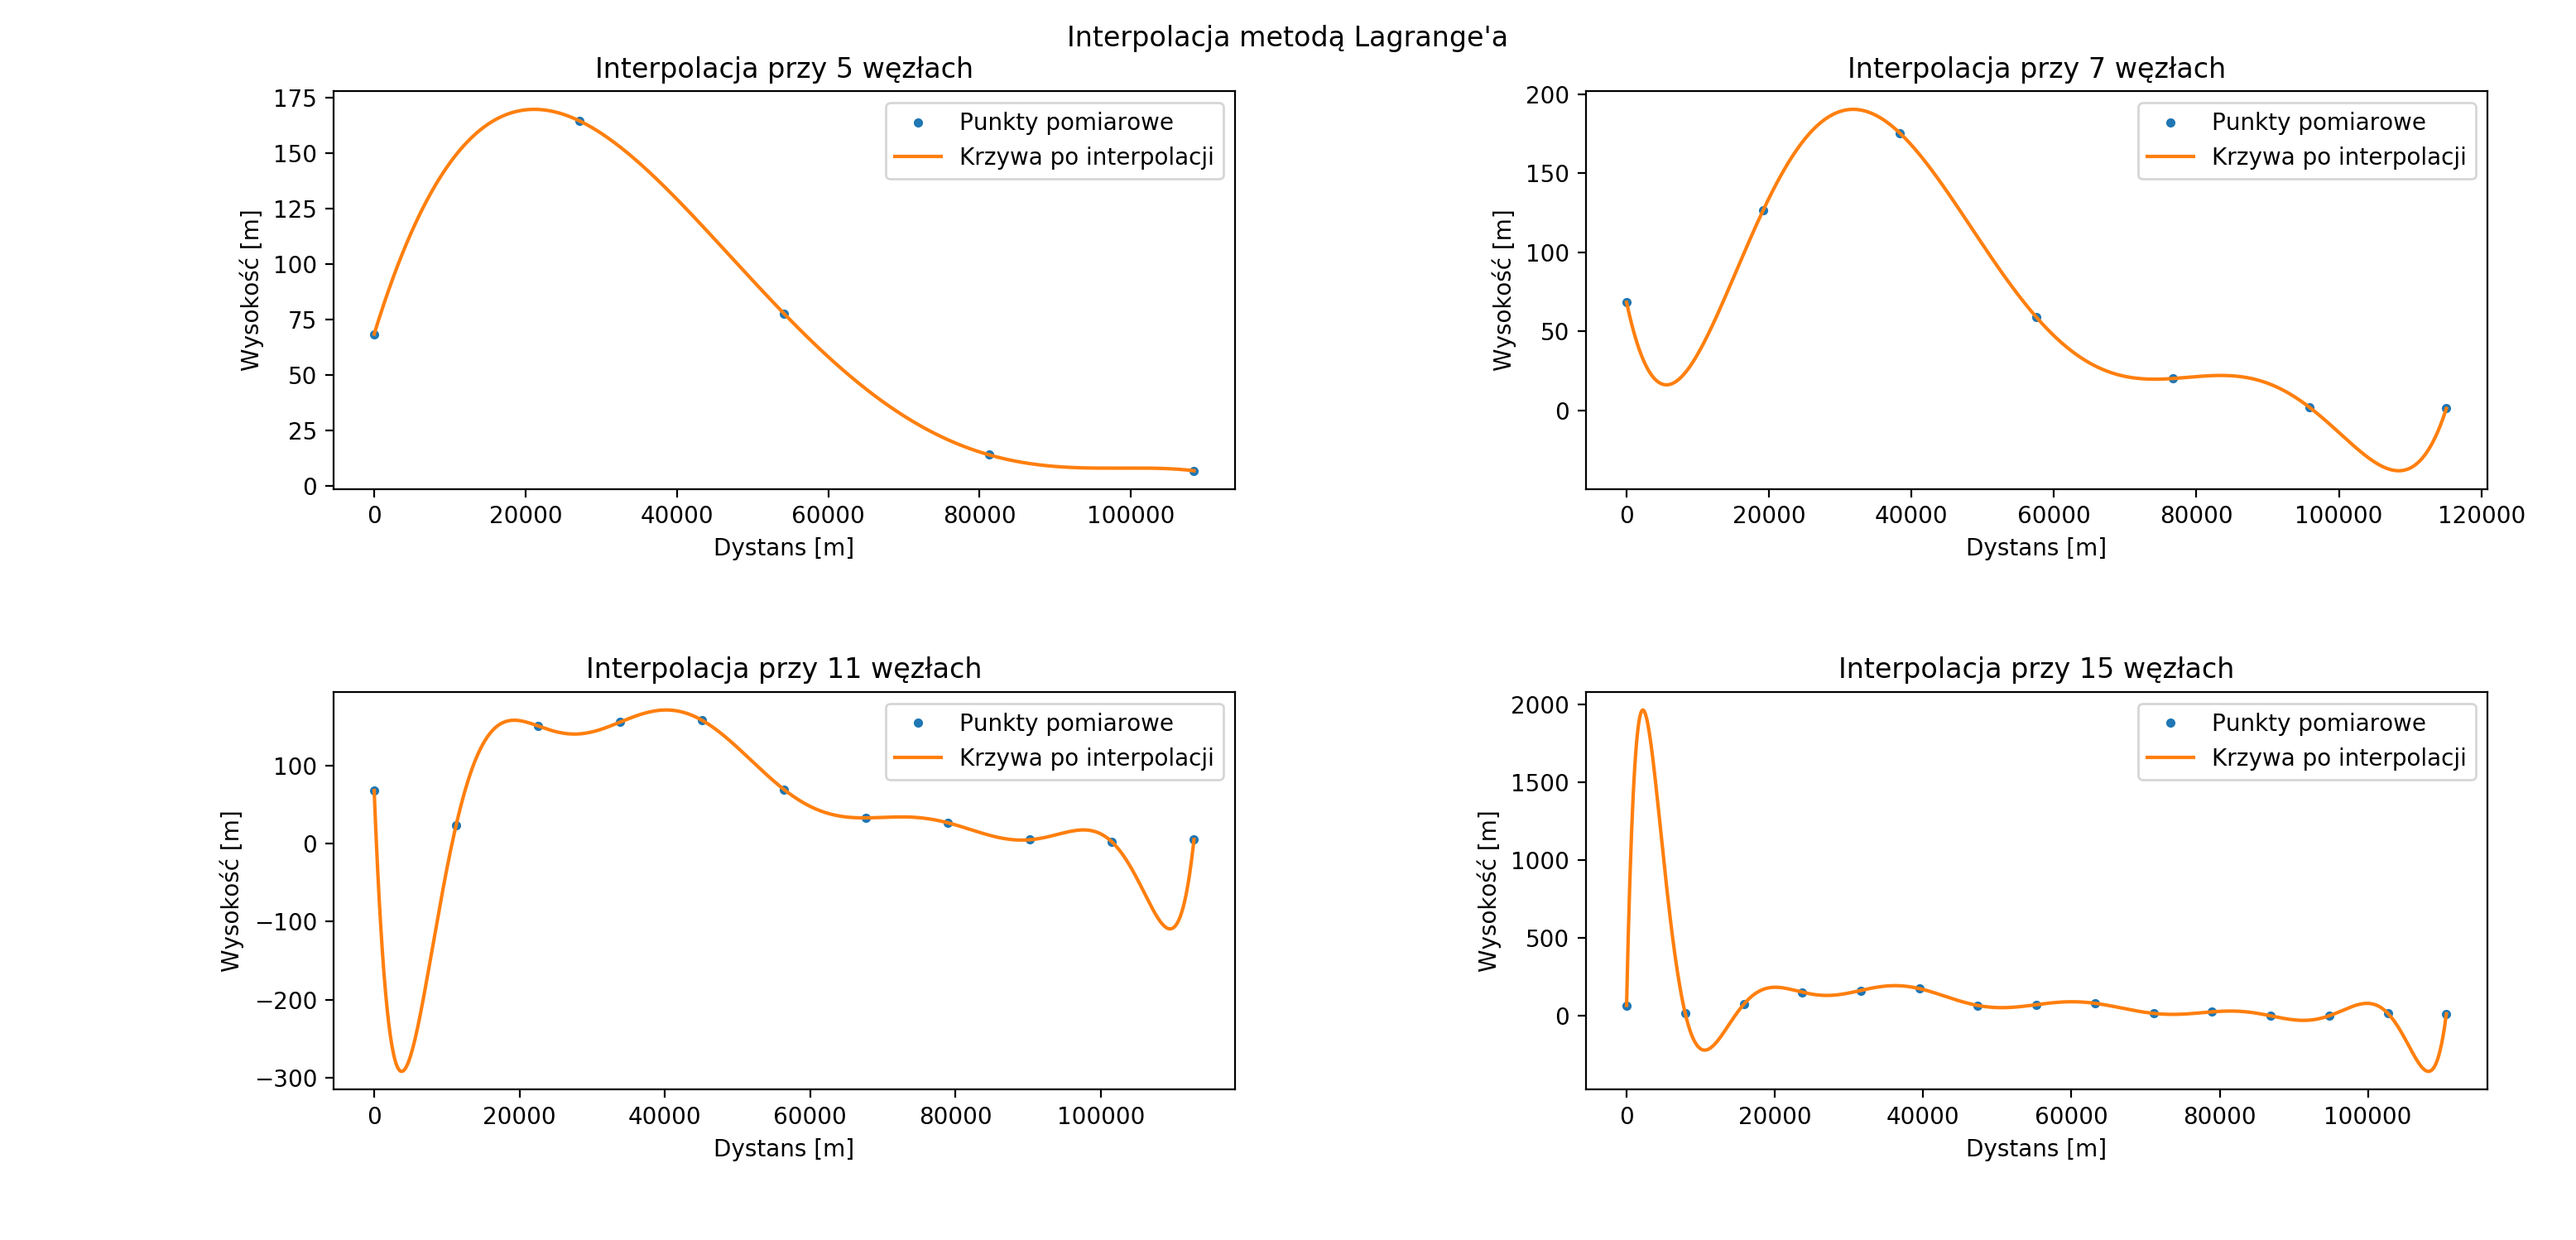 Interpolacja metodą Lagrange'a
Interpolacja przy 5 węzłach
175
150
125
100
75
50
25
0
Wysokość [m]
Punkty pomiarowe
Krzywa po interpolacji
0 20000 40000 60000 80000 100000
Dystans [m]
Interpolacja przy 7 węzłach
200
150
100
50
0
Wysokość [m]
Punkty pomiarowe
Krzywa po interpolacji
0 20000 40000 60000 80000 100000 120000
Dystans [m]
Interpolacja przy 11 węzłach
100
0
−100
−200
−300
Wysokość [m]
Punkty pomiarowe
Krzywa po interpolacji
0 20000 40000 60000 80000 100000
Dystans [m]
Interpolacja przy 15 węzłach
2000
1500
1000
500
0
Wysokość [m]
Punkty pomiarowe
Krzywa po interpolacji
0 20000 40000 60000 80000 100000
Dystans [m]